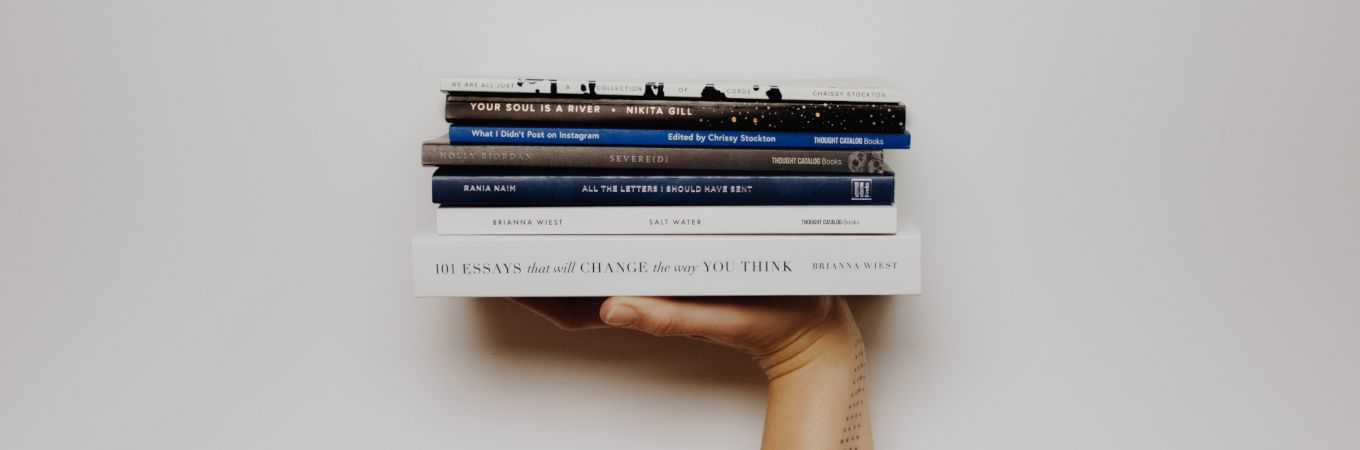 WE ARE ALL JUST A COLLECTION OF CORDS CHRISSY STOCKTON
YOUR SOUL IS A RIVER • NIKITA GILL
What I Didn't Post on Instagram Edited by Chrissy Stockton THOUGHT CATALOG Books
HOLLY RIORDAN SEVERE(D) THOUGHT CATALOG Books
RANIA NAIM ALL THE LETTERS I SHOULD HAVE SENT
BRIANNA WIEST SALT WATER THOUGHT CATALOG Books
101 ESSAYS that will CHANGE the way YOU THINK BRIANNA WIEST